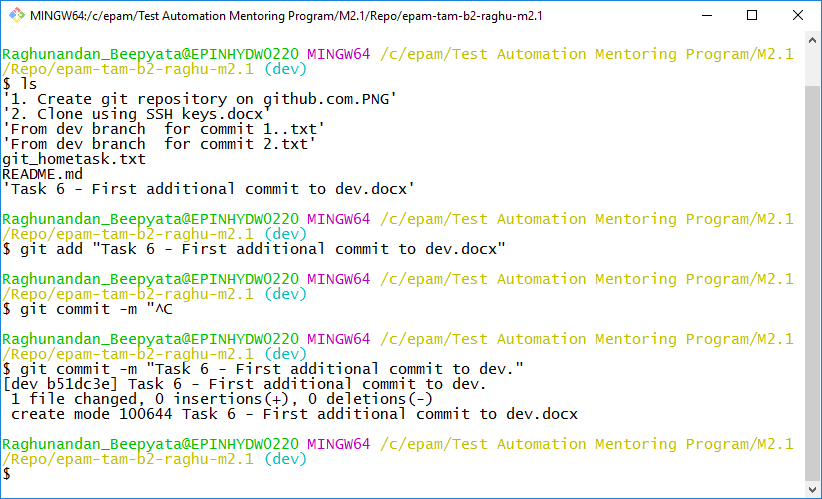 MINGW64:/c/epam/Test Automation Mentoring Program/M2.1/Repo/epam-tam-b2-raghu-m2.1
Raghunandan_Beepyata@EPINHYDW0220 MINGW64 /c/epam/Test Automation Mentoring Program/M2.1
/Repo/epam-tam-b2-raghu-m2.1 (dev)
$ ls
'1. Create git repository on github.com.PNG'
'2. Clone using SSH keys.docx'
'From dev branch  for commit 1..txt'
'From dev branch  for commit 2.txt'
git_hometask.txt
README.md
'Task 6 - First additional commit to dev.docx'
Raghunandan_Beepyata@EPINHYDW0220 MINGW64 /c/epam/Test Automation Mentoring Program/M2.1
/Repo/epam-tam-b2-raghu-m2.1 (dev)
$ git add "Task 6 - First additional commit to dev.docx"
Raghunandan_Beepyata@EPINHYDW0220 MINGW64 /c/epam/Test Automation Mentoring Program/M2.1
/Repo/epam-tam-b2-raghu-m2.1 (dev)
$ git commit -m "^C
Raghunandan_Beepyata@EPINHYDW0220 MINGW64 /c/epam/Test Automation Mentoring Program/M2.1
/Repo/epam-tam-b2-raghu-m2.1 (dev)
$ git commit -m "Task 6 - First additional commit to dev."
[dev b51dc3e] Task 6 - First additional commit to dev.
 1 file changed, 0 insertions(+), 0 deletions(-)
 create mode 100644 Task 6 - First additional commit to dev.docx
Raghunandan_Beepyata@EPINHYDW0220 MINGW64 /c/epam/Test Automation Mentoring Program/M2.1
/Repo/epam-tam-b2-raghu-m2.1 (dev)
$